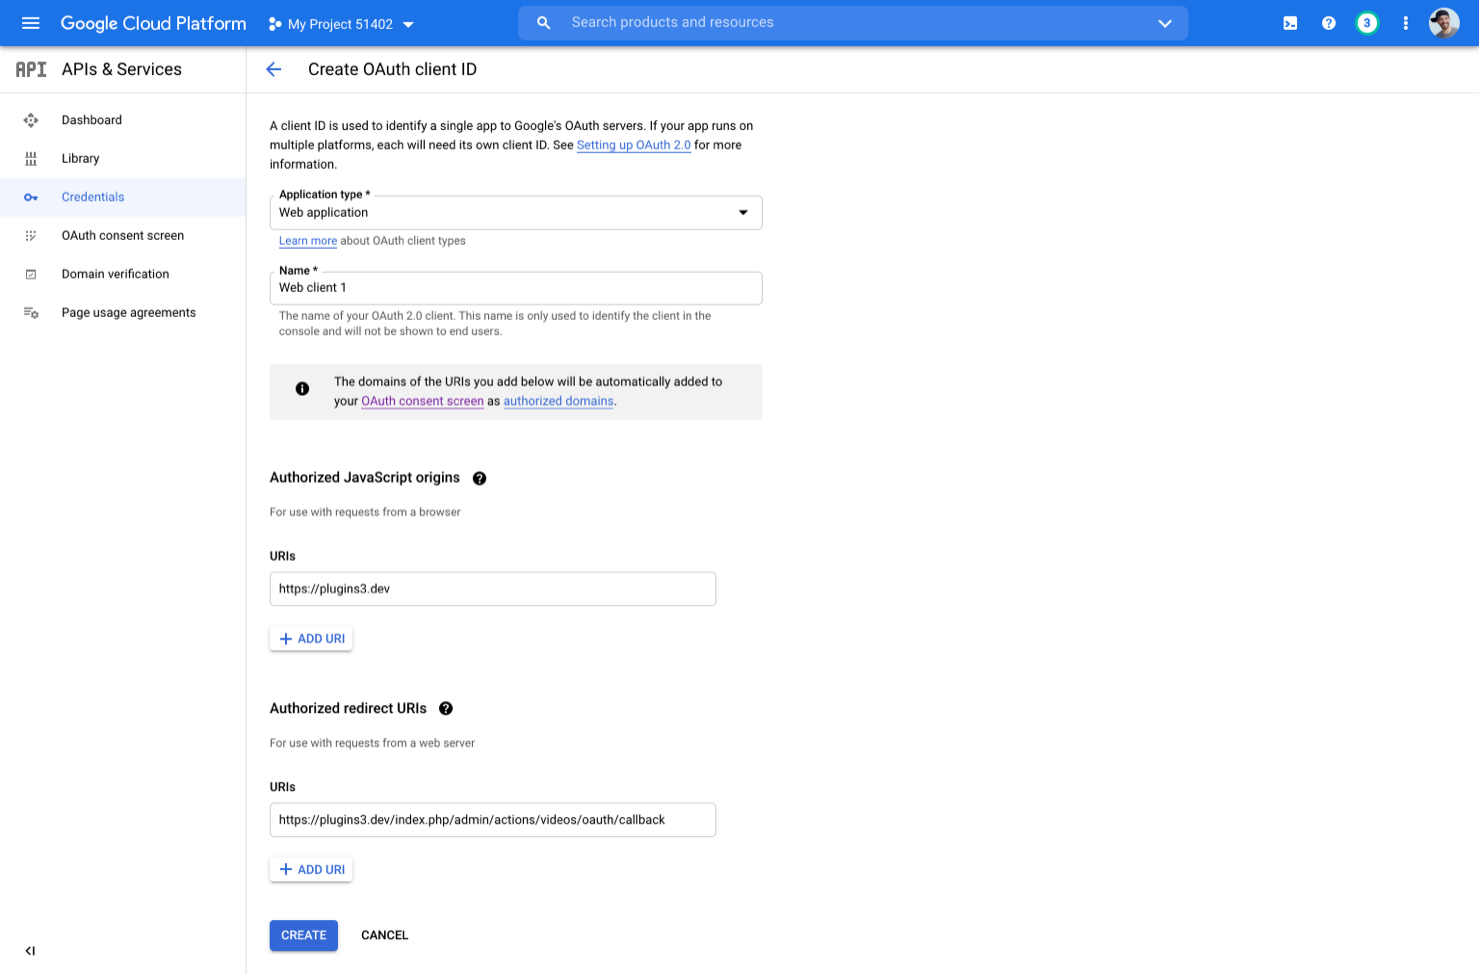 Google Cloud Platform
My Project 51402
Search products and resources
3
API APIs & Services
Create OAuth client ID
Dashboard
Library
Credentials
OAuth consent screen
Domain verification
Page usage agreements
A client ID is used to identify a single app to Google's OAuth servers. If your app runs on
multiple platforms, each will need its own client ID. See Setting up OAuth 2.0 for more
information.
Application type *
Web application
Learn more about OAuth client types
Name *
Web client 1
The name of your OAuth 2.0 client. This name is only used to identify the client in the
console and will not be shown to end users.
The domains of the URIs you add below will be automatically added to
your OAuth consent screen as authorized domains.
Authorized JavaScript origins
For use with requests from a browser
URIs
https://plugins3.dev
ADD URI
Authorized redirect URIs
For use with requests from a web server
URIs
https://plugins3.dev/index.php/admin/actions/videos/oauth/callback
ADD URI
CREATE
CANCEL